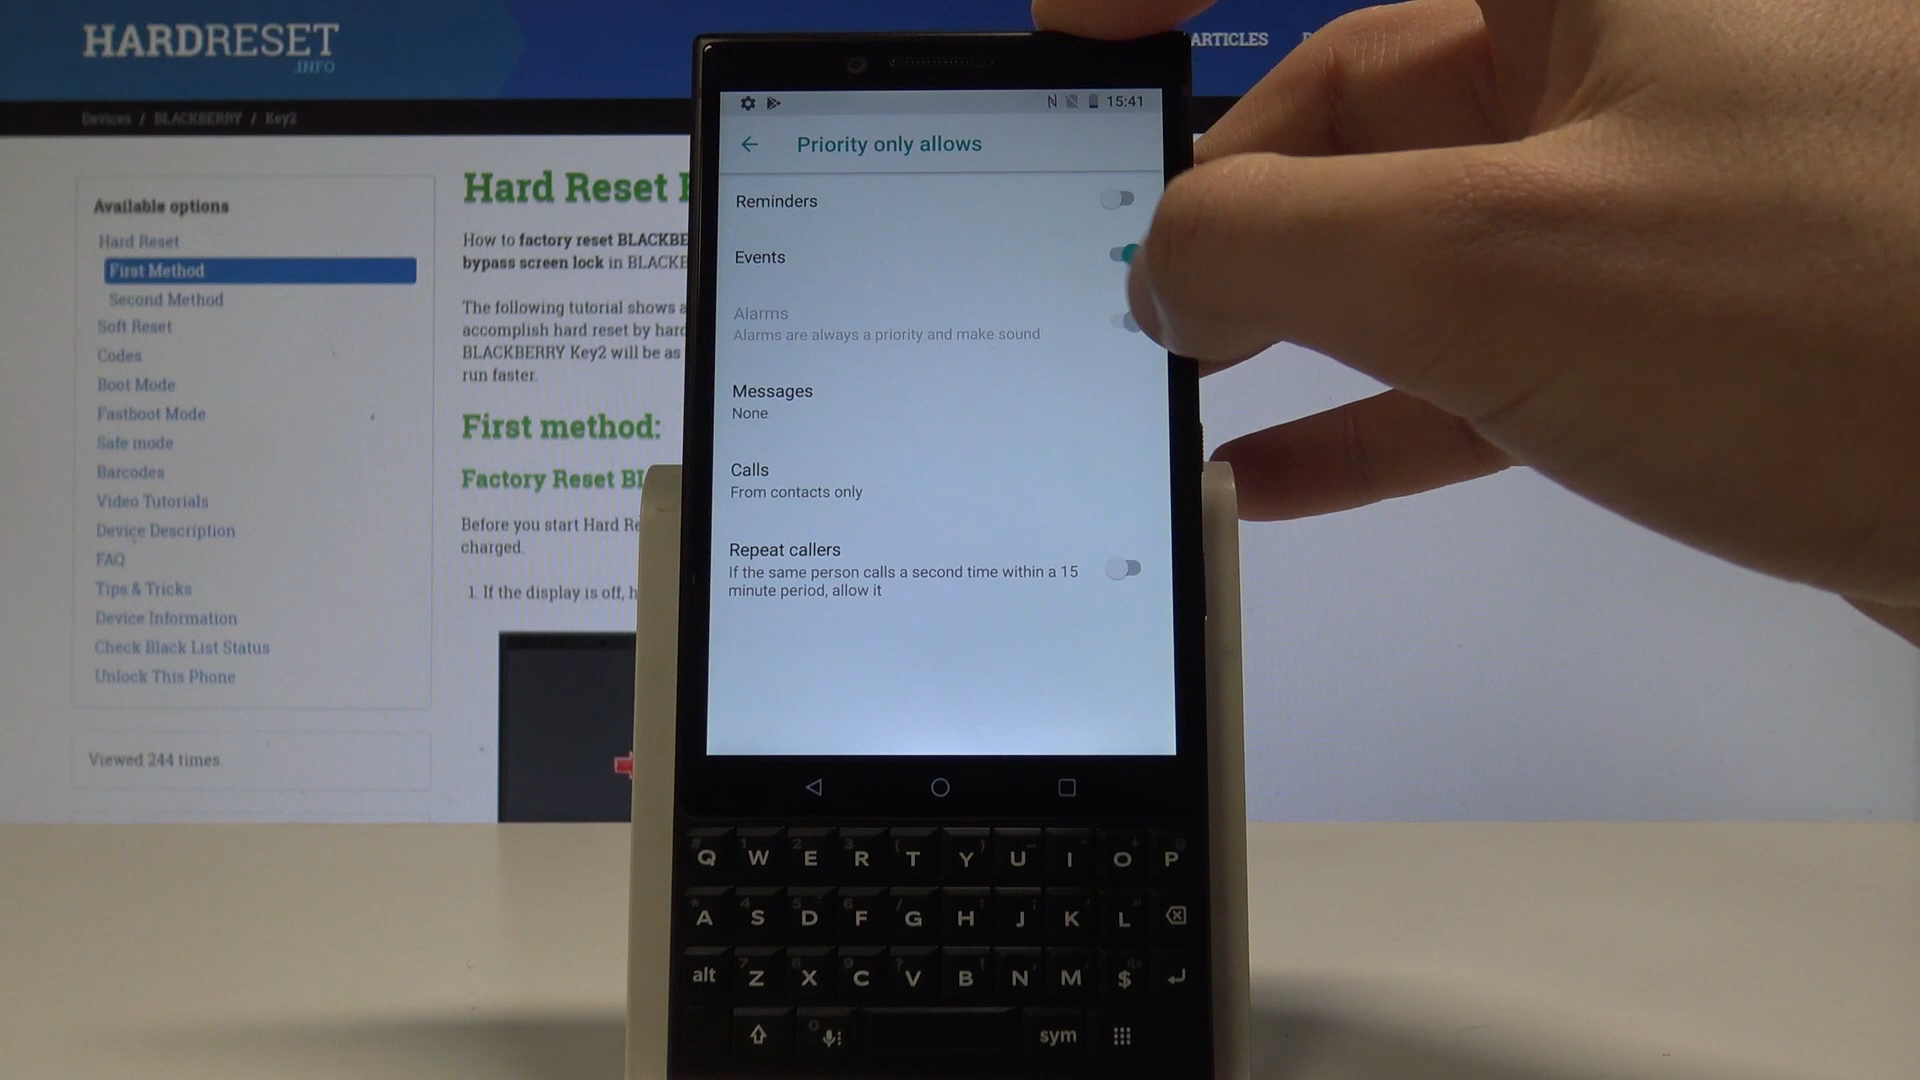 HARDRESET
.INFO
ARTICLES
Devices / BLACKBERRY / Key2
Available options
Hard Reset
First Method
Second Method
Soft Reset
Codes
Boot Mode
Fastboot Mode
Safe mode
Barcodes
Video Tutorials
Device Description
FAQ
Tips & Tricks
Device Information
Check Black List Status
Unlock This Phone
Viewed 244 times.
Hard Reset
How to factory reset BLACKBE
bypass screen lock in BLACKB
The following tutorial shows a
accomplish hard reset by hard
BLACKBERRY Key2 will be as
run faster.
First method:
Factory Reset Bl
Before you start Hard Re
charged.
1. If the display is off, h
15:41
Priority only allows
Reminders
Events
Alarms
Alarms are always a priority and make sound
Messages
None
Calls
From contacts only
Repeat callers
If the same person calls a second time within a 15
minute period, allow it
Q W E R T Y U I O P
A S D F G H J K L
alt Z X C V B N M $
sym